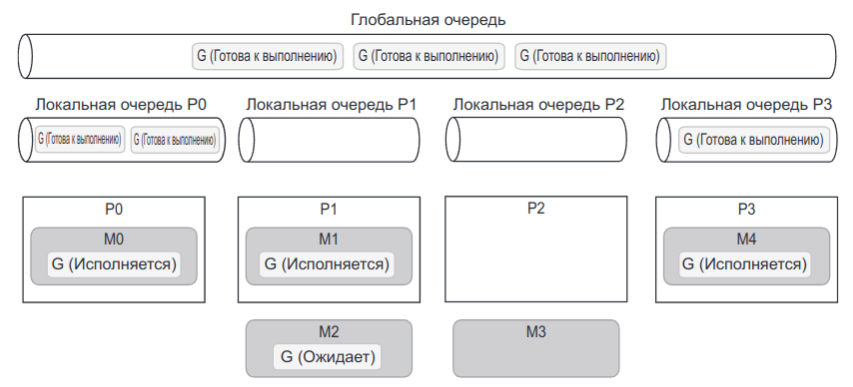 Глобальная очередь
G (Готова к выполнению) G (Готова к выполнению) G (Готова к выполнению)
Локальная очередь P0 Локальная очередь P1 Локальная очередь P2 Локальная очередь P3
G (Готова к выполнению) G (Готова к выполнению) G (Готова к выполнению)
P0 P1 P2 P3
M0 M1 M4
G (Исполняется) G (Исполняется) G (Исполняется)
M2 M3
G (Ожидает)